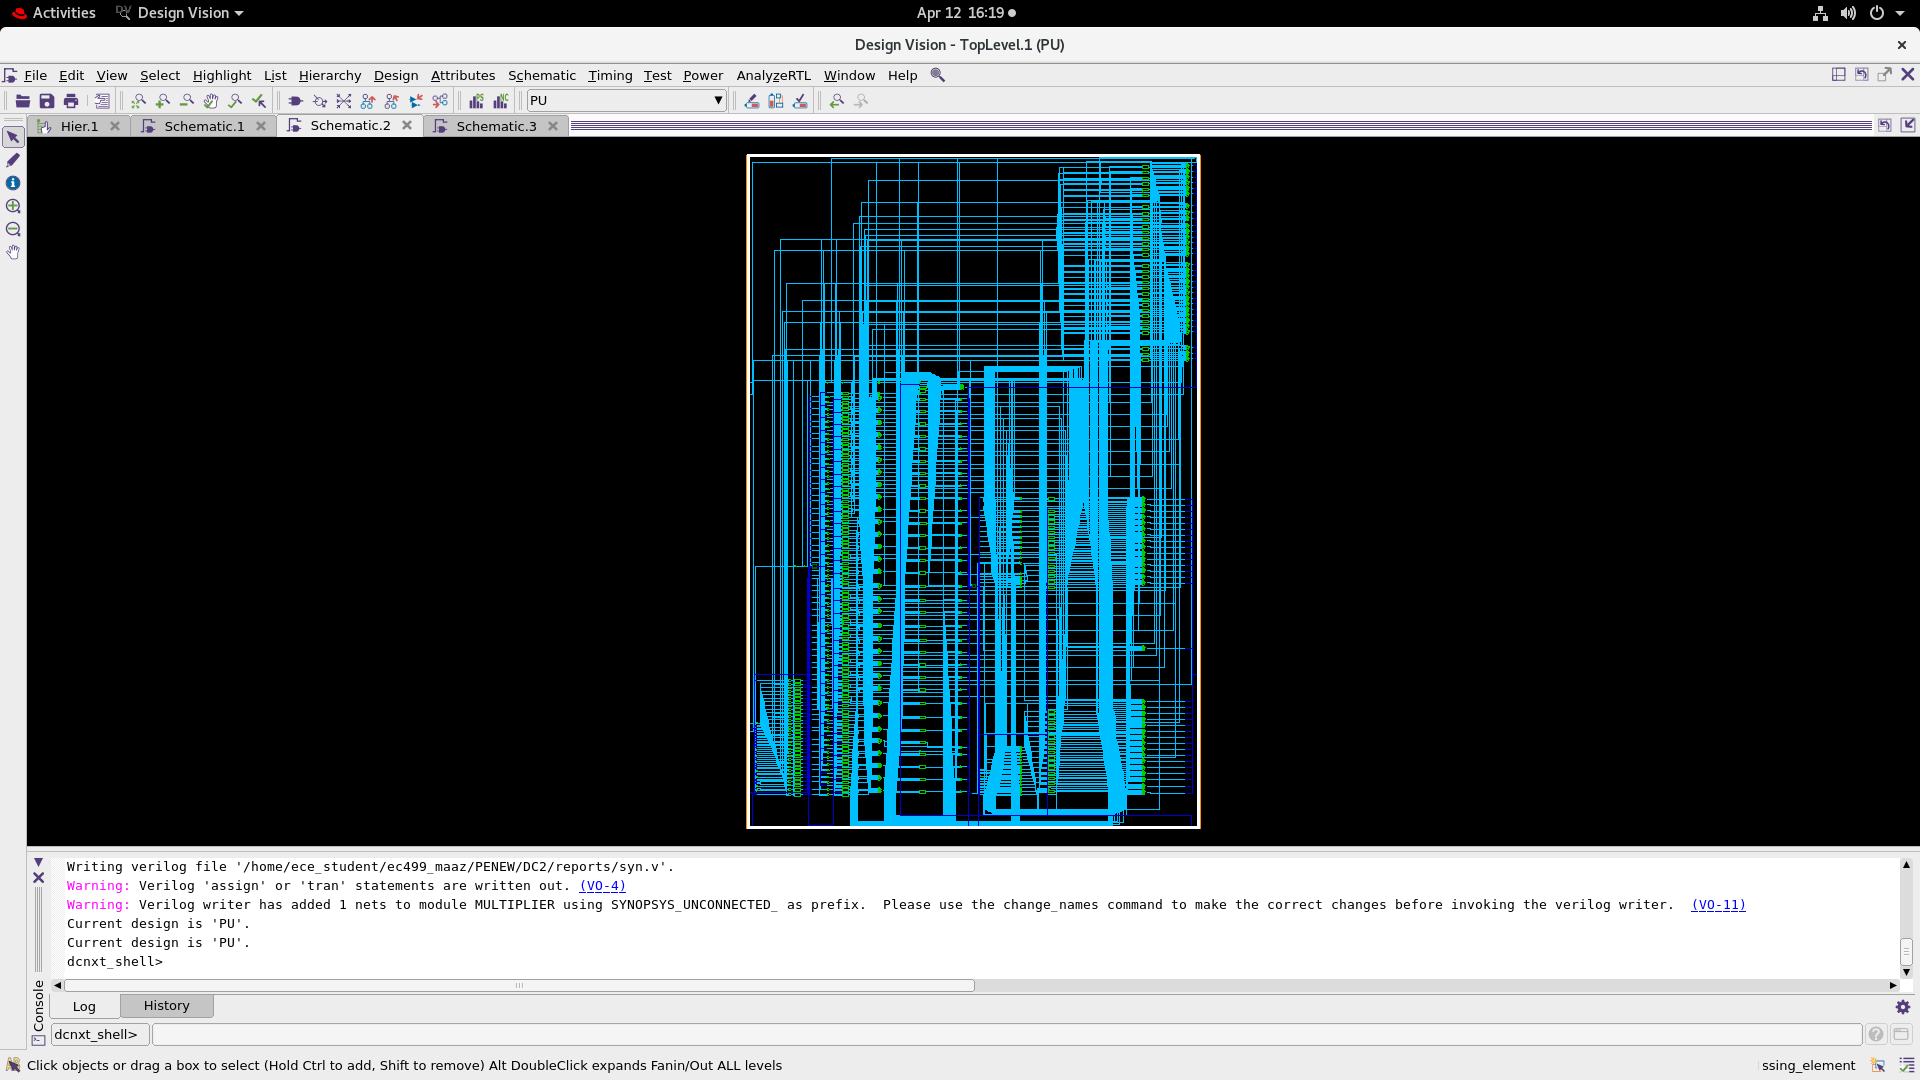 Activities Design Vision Apr 12 16:19
Design Vision - TopLevel.1 (PU)
File Edit View Select Highlight List Hierarchy Design Attributes Schematic Timing Test Power AnalyzeRTL Window Help
PU
Hier.1 Schematic.1 Schematic.2 Schematic.3
Writing verilog file '/home/ece_student/ec499_maaz/PENEW/DC2/reports/syn.v'.
Warning: Verilog 'assign' or 'tran' statements are written out. (VO-4)
Warning: Verilog writer has added 1 nets to module MULTIPLIER using SYNOPSYS_UNCONNECTED_ as prefix.  Please use the change_names command to make the correct changes before invoking the verilog writer.  (VO-11)
Current design is 'PU'.
Current design is 'PU'.
dcnxt_shell>
Console
Log History
dcnxt_shell>
Click objects or drag a box to select (Hold Ctrl to add, Shift to remove) Alt DoubleClick expands Fanin/Out ALL levels ssing_element